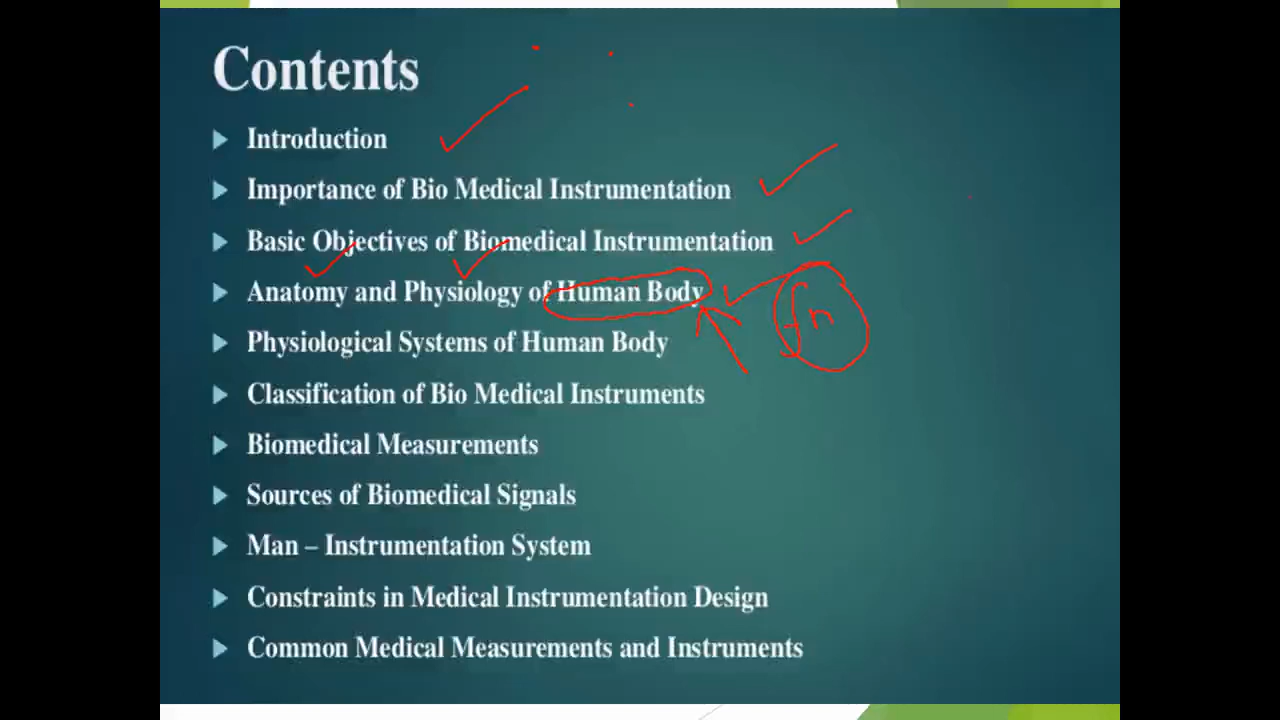 Contents
Introduction
Importance of Bio Medical Instrumentation
Basic Objectives of Biomedical Instrumentation
Anatomy and Physiology of Human Body
fn
Physiological Systems of Human Body
Classification of Bio Medical Instruments
Biomedical Measurements
Sources of Biomedical Signals
Man – Instrumentation System
Constraints in Medical Instrumentation Design
Common Medical Measurements and Instruments